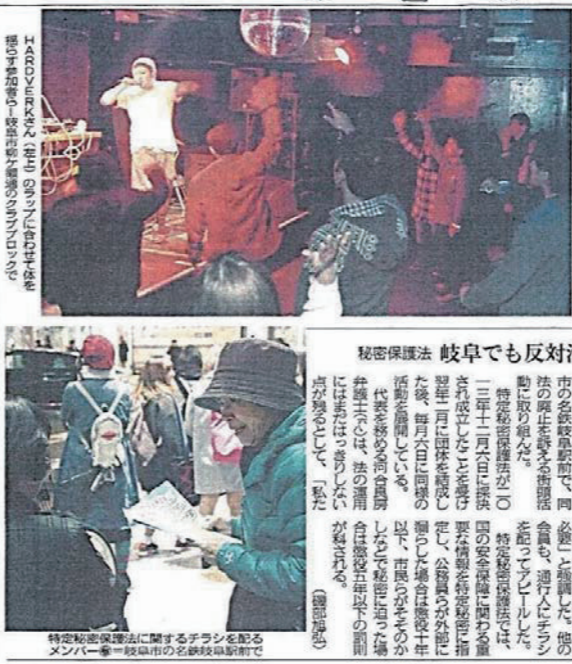 HARDVERKさん(左上)のラップに合わせて体を
揺らす参加者ら=岐阜市柳ケ瀬通のクラブブロックで
秘密保護法 岐阜でも反対活
市の名鉄岐阜駅前で、同
法の廃止を訴える街頭活
動に取り組んだ。
特定秘密保護法が二〇
一三年十二月六日に採決
され成立したことを受け
翌年二月に団体を結成し
た後、毎月六日に同様の
活動を展開している。
代表を務める河合良房
弁護士は、法の運用
にはまだはっきりしない
点が残るとして、「私た
必要」と強調した。他の
会員も、通行人にチラシ
を配ってアピールした。
特定秘密保護法では、
国の安全保障に関わる重
要な情報を特定秘密に指
定し、公務員らが外部に
漏らした場合は懲役十年
以下、市民らがそそのか
しなどで秘密に迫った場
合は懲役五年以下の罰則
が科される。
(磯部旭弘)
特定秘密保護法に関するチラシを配る
メンバー㊨=岐阜市の名鉄岐阜駅前で